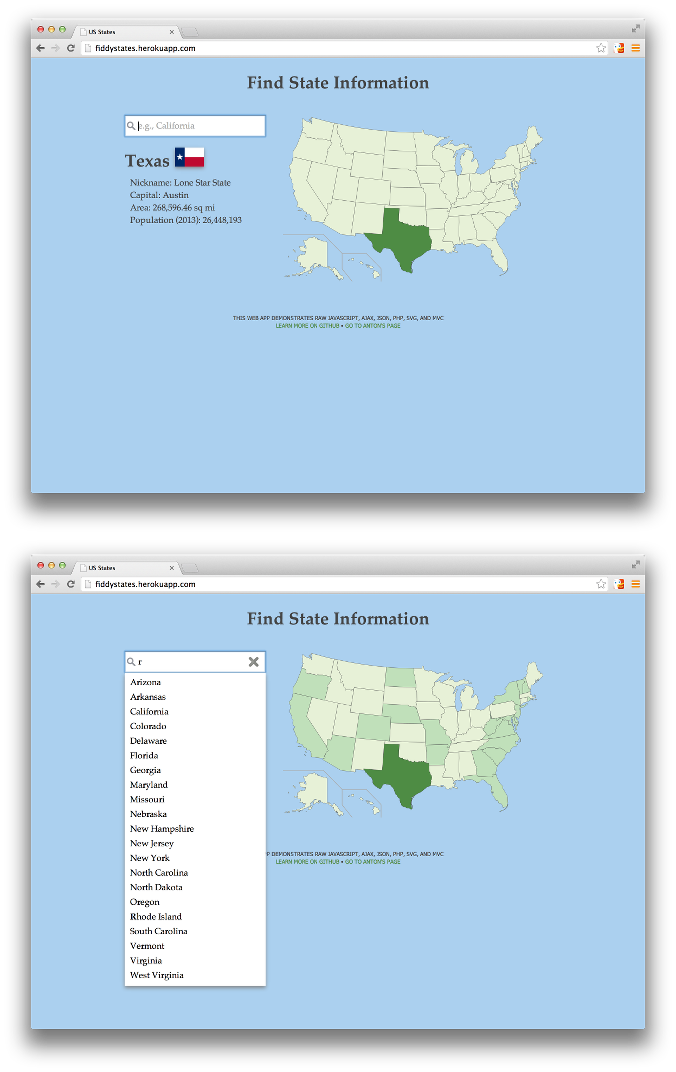 US States
fiddystates.herokuapp.com
Find State Information
e.g., California
Texas
Nickname: Lone Star State
Capital: Austin
Area: 268,596.46 sq mi
Population (2013): 26,448,193
THIS WEB APP DEMONSTRATES RAW JAVASCRIPT, AJAX, JSON, PHP, SVG, AND MVC
LEARN MORE ON GITHUB • GO TO ANTON'S PAGE
US States
fiddystates.herokuapp.com
Find State Information
r
Arizona
Arkansas
California
Colorado
Delaware
Florida
Georgia
Maryland
Missouri
Nebraska
New Hampshire
New Jersey
New York
North Carolina
North Dakota
Oregon
Rhode Island
South Carolina
Vermont
Virginia
West Virginia
P DEMONSTRATES RAW JAVASCRIPT, AJAX, JSON, PHP, SVG, AND MVC
LEARN MORE ON GITHUB • GO TO ANTON'S PAGE